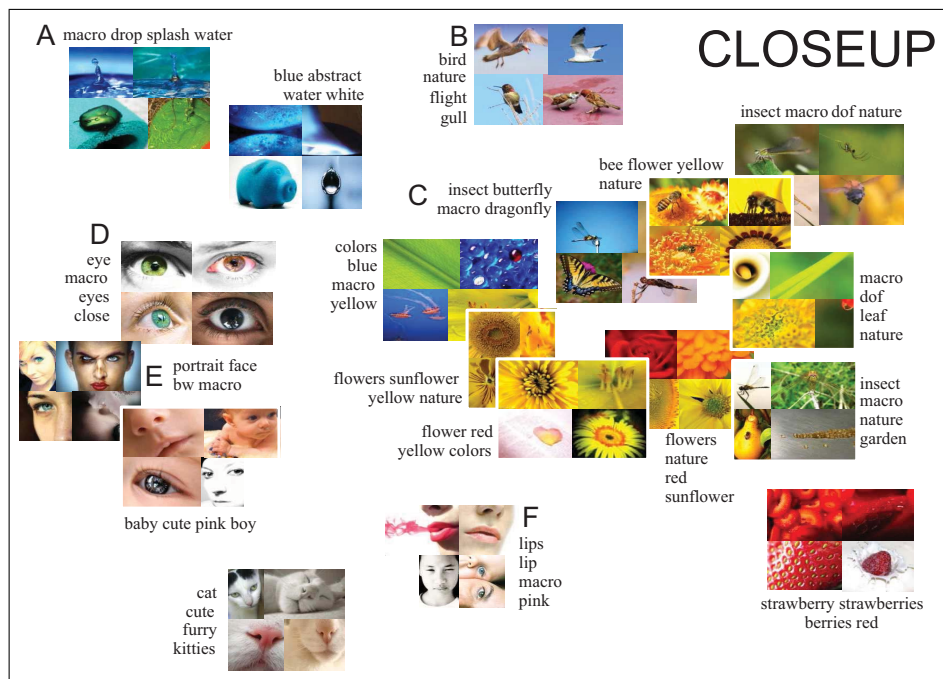 CLOSEUP
A
macro drop splash water
blue abstract
water white
B
bird
nature
flight
gull
insect macro dof nature
bee flower yellow
nature
C
insect butterfly
macro dragonfly
colors
blue
macro
yellow
macro
dof
leaf
nature
D
eye
macro
eyes
close
E
portrait face
bw macro
flowers sunflower
yellow nature
flower red
yellow colors
flowers
nature
red
sunflower
insect
macro
nature
garden
baby cute pink boy
F
lips
lip
macro
pink
cat
cute
furry
kitties
strawberry strawberries
berries red